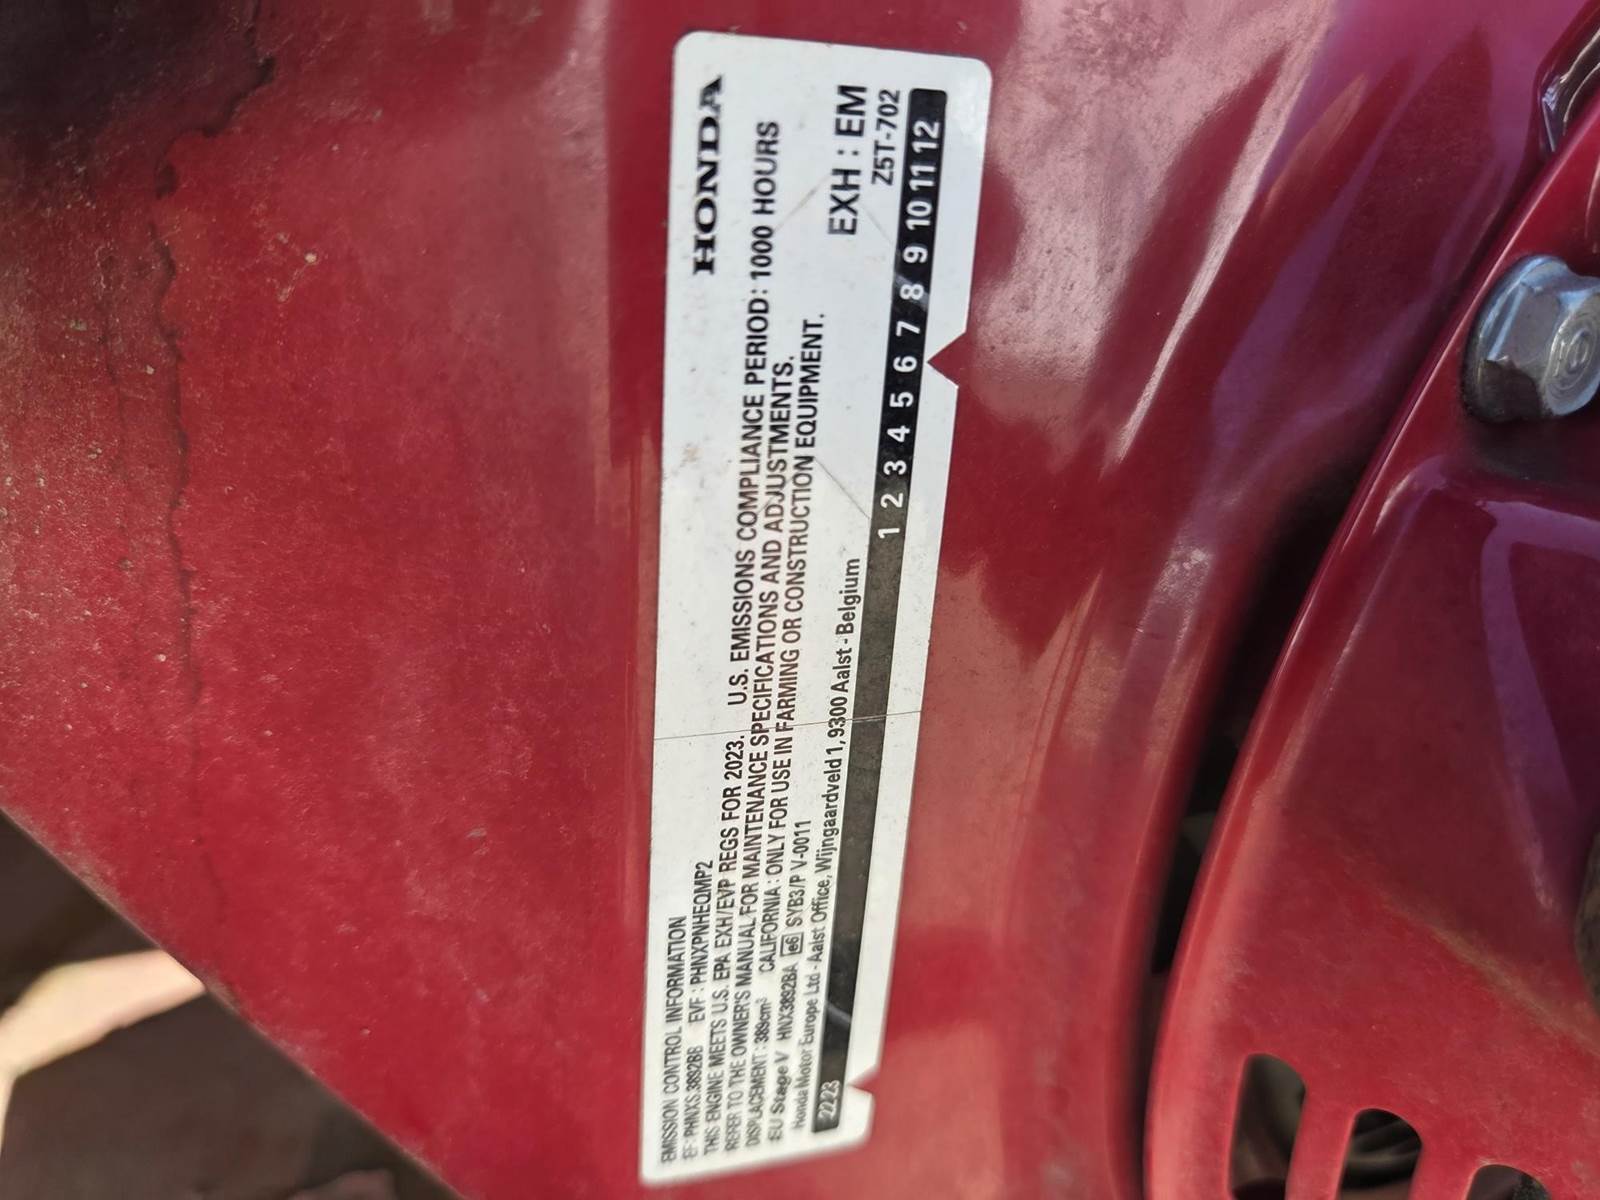 EMISSION CONTROL INFORMATION
HONDA
EF: PHNXS.3892BB EVF : PHNXPNHEQMP2
THIS ENGINE MEETS U.S. EPA EXH/EVP REGS FOR 2023. U.S. EMISSIONS COMPLIANCE PERIOD: 1000 HOURS
REFER TO THE OWNER'S MANUAL FOR MAINTENANCE SPECIFICATIONS AND ADJUSTMENTS.
DISPLACEMENT : 389cm³ CALIFORNIA : ONLY FOR USE IN FARMING OR CONSTRUCTION EQUIPMENT.
EU Stage V HNX3892BA e6 SYB3/P V-0011
EXH : EM
Honda Motor Europe Ltd - Aalst Office, Wijngaardveld 1, 9300 Aalst - Belgium
Z5T-702
22 23
1 2 3 4 5 6 7 8 9 10 11 12